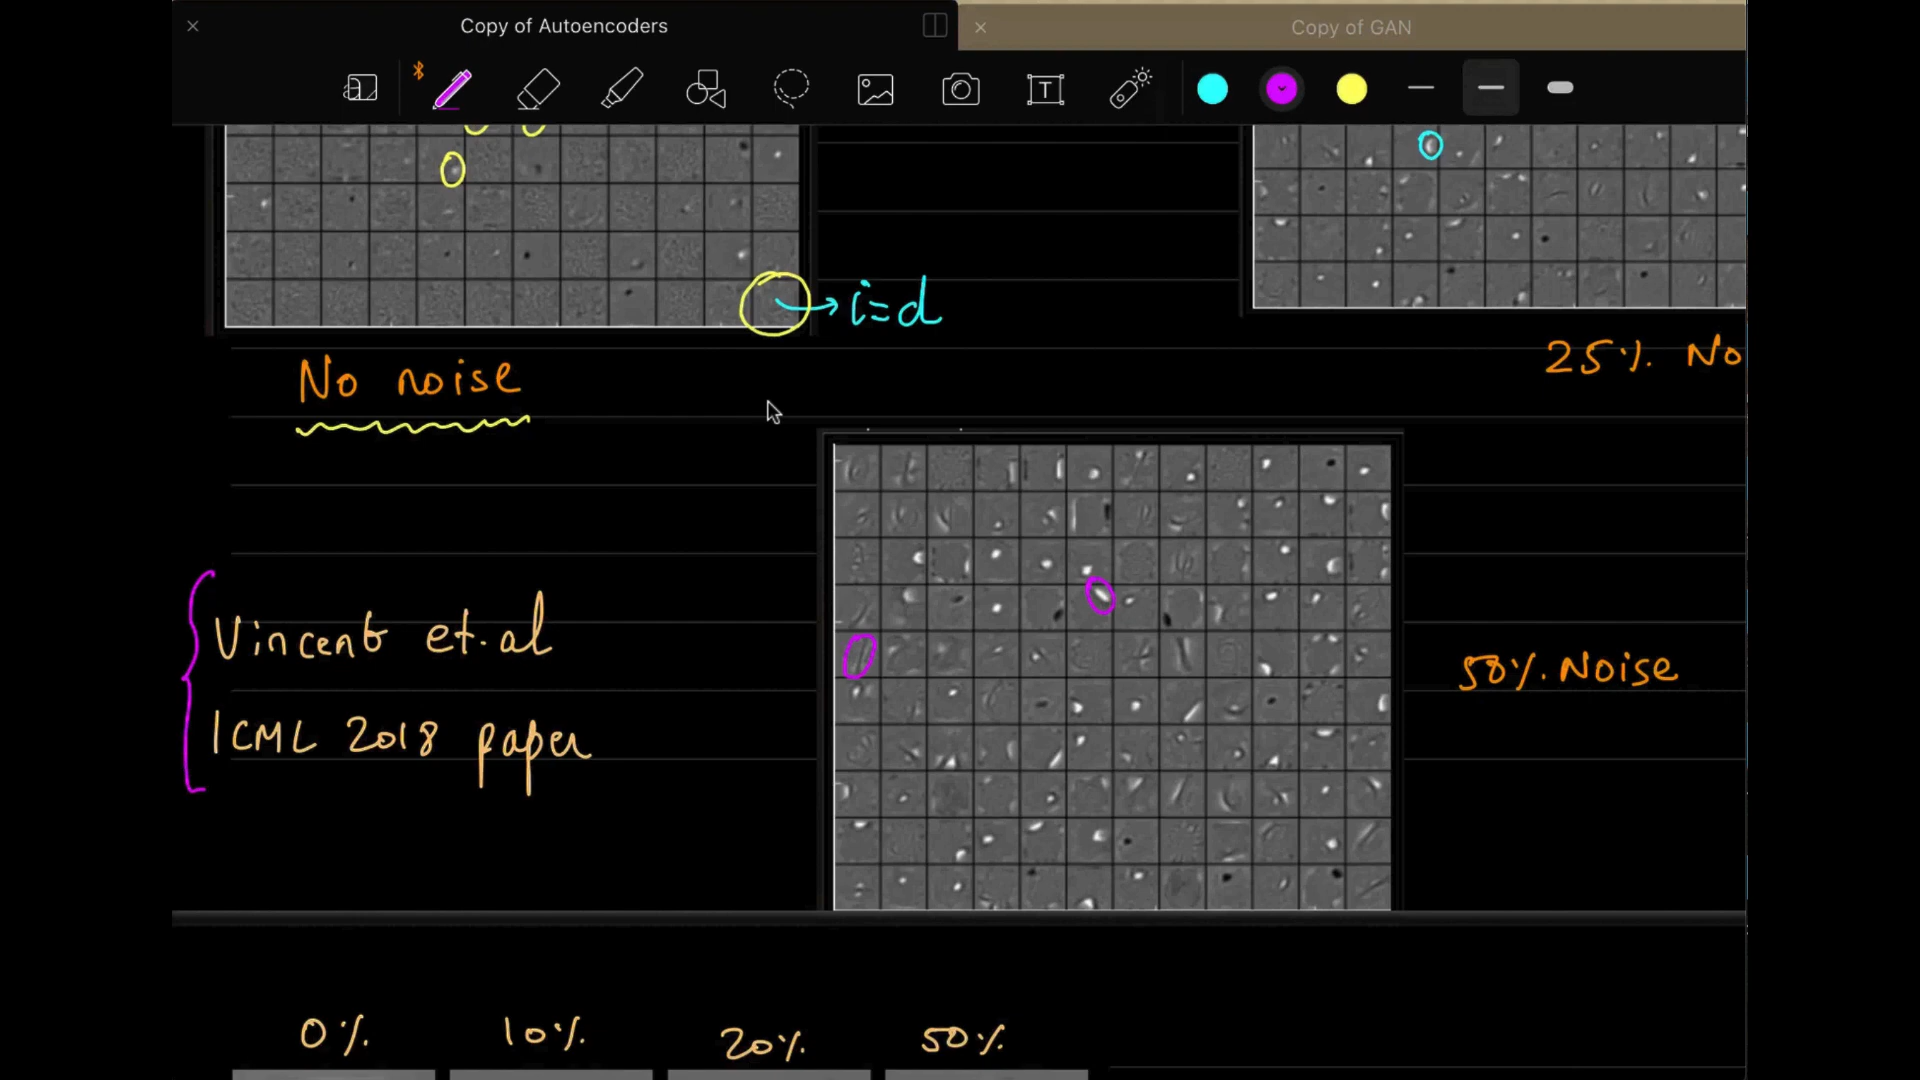 Copy of Autoencoders
Copy of GAN
T
i=d
No noise
25% No
Vincent et.al
50% Noise
ICML 2018 paper
0%
10%
20%
50%